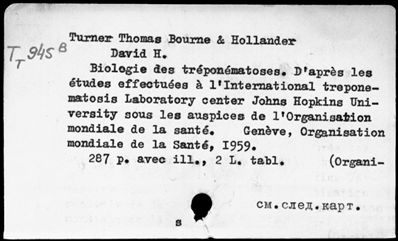 Turner Thomas Bourne & Hollander
David H.
T 945 B
T
Biologie des tréponématoses. D'après les
études effectuées à l'International trepone-
matosis Laboratory center Johns Hopkins Uni-
versity sous les auspices de l'Organisation
mondiale de la santé. Genève, Organisation
mondiale de la Santé, I959.
287 p. avec ill., 2 L. tabl. (Organi-
см.след.карт.
s